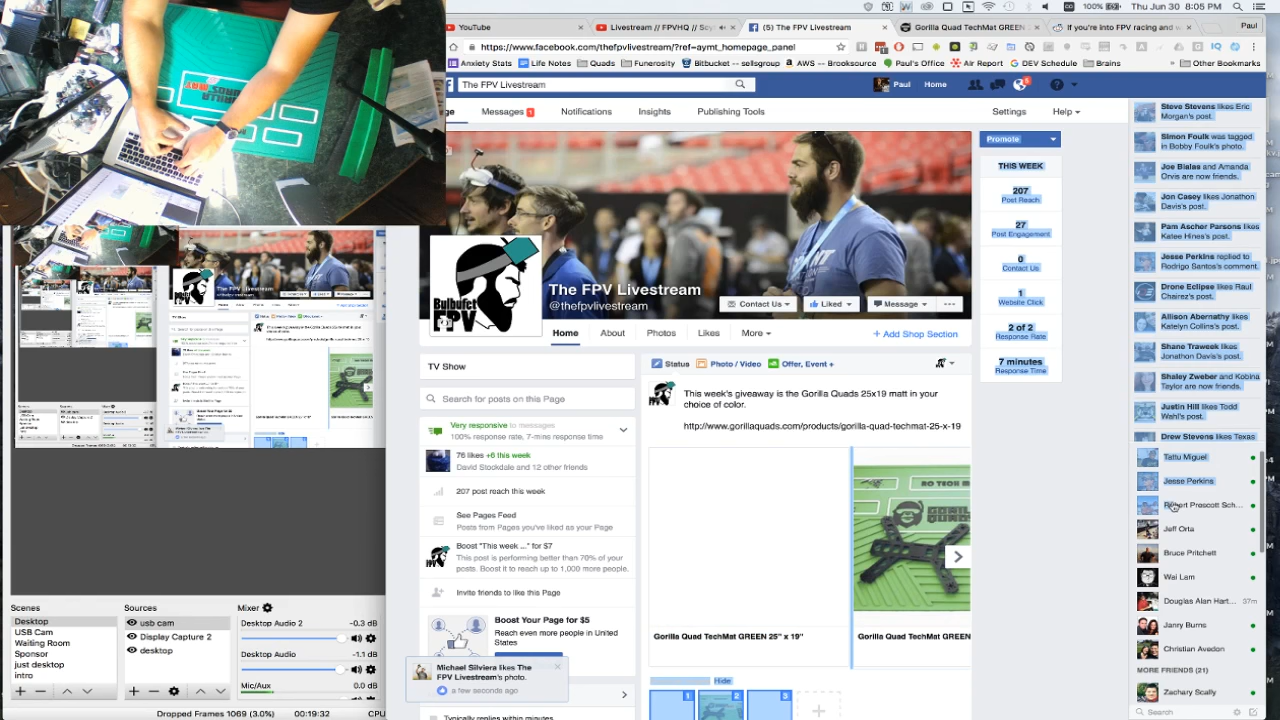 100%
Thu Jun 30 8:05 PM
YouTube
Livestream // FPVHQ // Scy
(5) The FPV Livestream
Gorilla Quad TechMat GREEN
If you're into FPV racing and w
Paul
https://www.facebook.com/thefpvlivestream/?ref=aymt_homepage_panel
Anxiety Stats
Life Notes
Quads
Funerosity
Bitbucket -- sellsgroup
AWS -- Brooksource
Paul's Office
Air Report
DEV Schedule
Brains
»
Other Bookmarks
The FPV Livestream
Paul
Home
Messages 1
Notifications
Insights
Publishing Tools
Settings
Help
Promote
THIS WEEK
207
Post Reach
27
Post Engagement
0
Contact Us
1
Website Click
2 of 2
Response Rate
7 minutes
Response Time
Bulbufet
FPV
The FPV Livestream
@thefpvlivestream
Contact Us
Liked
Message
Home
About
Photos
Likes
More
+ Add Shop Section
TV Show
Search for posts on this Page
Very responsive to messages
100% response rate, 7-mins response time
76 likes +6 this week
David Stockdale and 12 other friends
207 post reach this week
See Pages Feed
Posts from Pages you've liked as your Page
Boost "This week ..." for $7
This post is performing better than 70% of your
posts. Boost it to reach up to 1,000 more people.
Invite friends to like this Page
Boost Your Page for $5
Reach even more people in United
States
Michael Silviera likes The
FPV Livestream's photo.
a few seconds ago
Typically replies within minutes
Status
Photo / Video
Offer, Event +
This week's giveaway is the Gorilla Quads 25x19 matt in your
choice of color.
http://www.gorillaquads.com/products/gorilla-quad-techmat-25-x-19
Gorilla Quad TechMat GREEN 25" x 19"
Gorilla Quad TechMat GREEN
Hide
1
2
3
Steve Stevens likes Eric
Morgan's post.
Simon Foulk was tagged
in Bobby Foulk's photo.
Joe Bialas and Amanda
Orvis are now friends.
Jon Casey likes Jonathon
Davis's post.
Pam Ascher Parsons likes
Katee Hines's post.
Jesse Perkins replied to
Rodrigo Santos's comment.
Drone Eclipse likes Raul
Chairez's post.
Allison Abernathy likes
Katelyn Collins's post.
Shane Traweek likes
Jonathan Davis's post.
Shaley Zweber and Kobina
Taylor are now friends.
Justin Hill likes Todd
Wahl's post.
Drew Stevens likes Texas
Tattu Miguel
Jesse Perkins
Robert Prescott Sch...
Jeff Orta
Bruce Pritchett
Wai Lam
Douglas Alan Hart... 37m
Janry Burns
Christian Avedon
MORE FRIENDS (21)
Zachary Scally
Search
Scenes
Desktop
USB Cam
Waiting Room
Sponsor
just desktop
intro
Sources
usb cam
Display Capture 2
desktop
Mixer
Desktop Audio 2 -0.3 dB
Desktop Audio -1.1 dB
Mic/Aux 0.0 dB
Dropped Frames 1069 (3.0%)
00:19:32
CPU